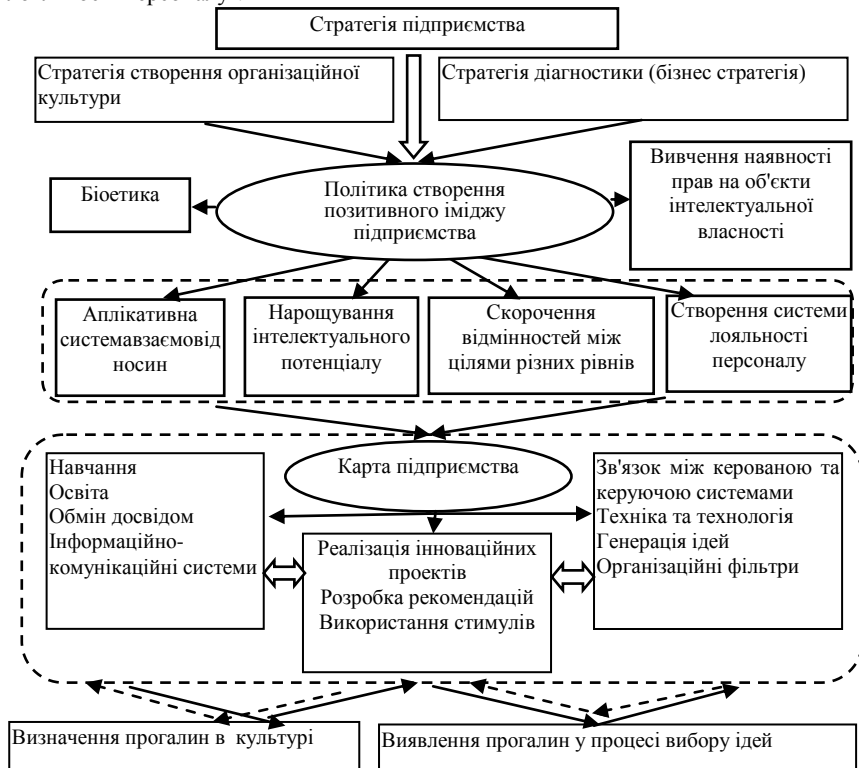 Стратегія підприємства
Стратегія створення організаційної
культури
Стратегія діагностики (бізнес стратегія)
Біоетика
Політика створення
позитивного іміджу
підприємства
Вивчення наявності
прав на об'єкти
інтелектуальної
власності
Аплікативна
системавзаємовід
носин
Нарощування
інтелектуального
потенціалу
Скорочення
відмінностей між
цілями різних рівнів
Створення системи
лояльності
персоналу
Карта підприємства
Навчання
Освіта
Обмін досвідом
Інформаційно-
комунікаційні системи
Реалізація інноваційних
проектів
Розробка рекомендацій
Використання стимулів
Зв'язок між керованою та
керуючою системами
Техніка та технологія
Генерація ідей
Організаційні фільтри
Визначення прогалин в культурі
Виявлення прогалин у процесі вибору ідей